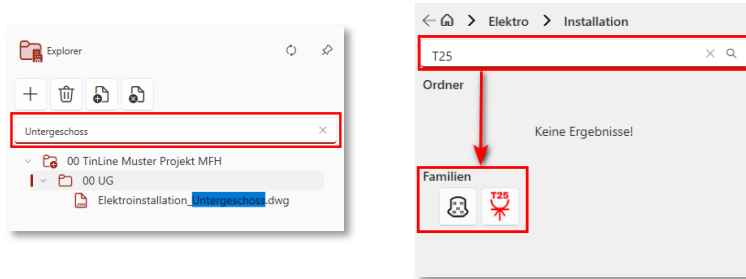 Explorer
Untergeschoss
00 TinLine Muster Projekt MFH
00 UG
Elektroinstallation_Untergeschoss.dwg
Elektro > Installation
T25
Ordner
Keine Ergebnisse!
Familien
T25